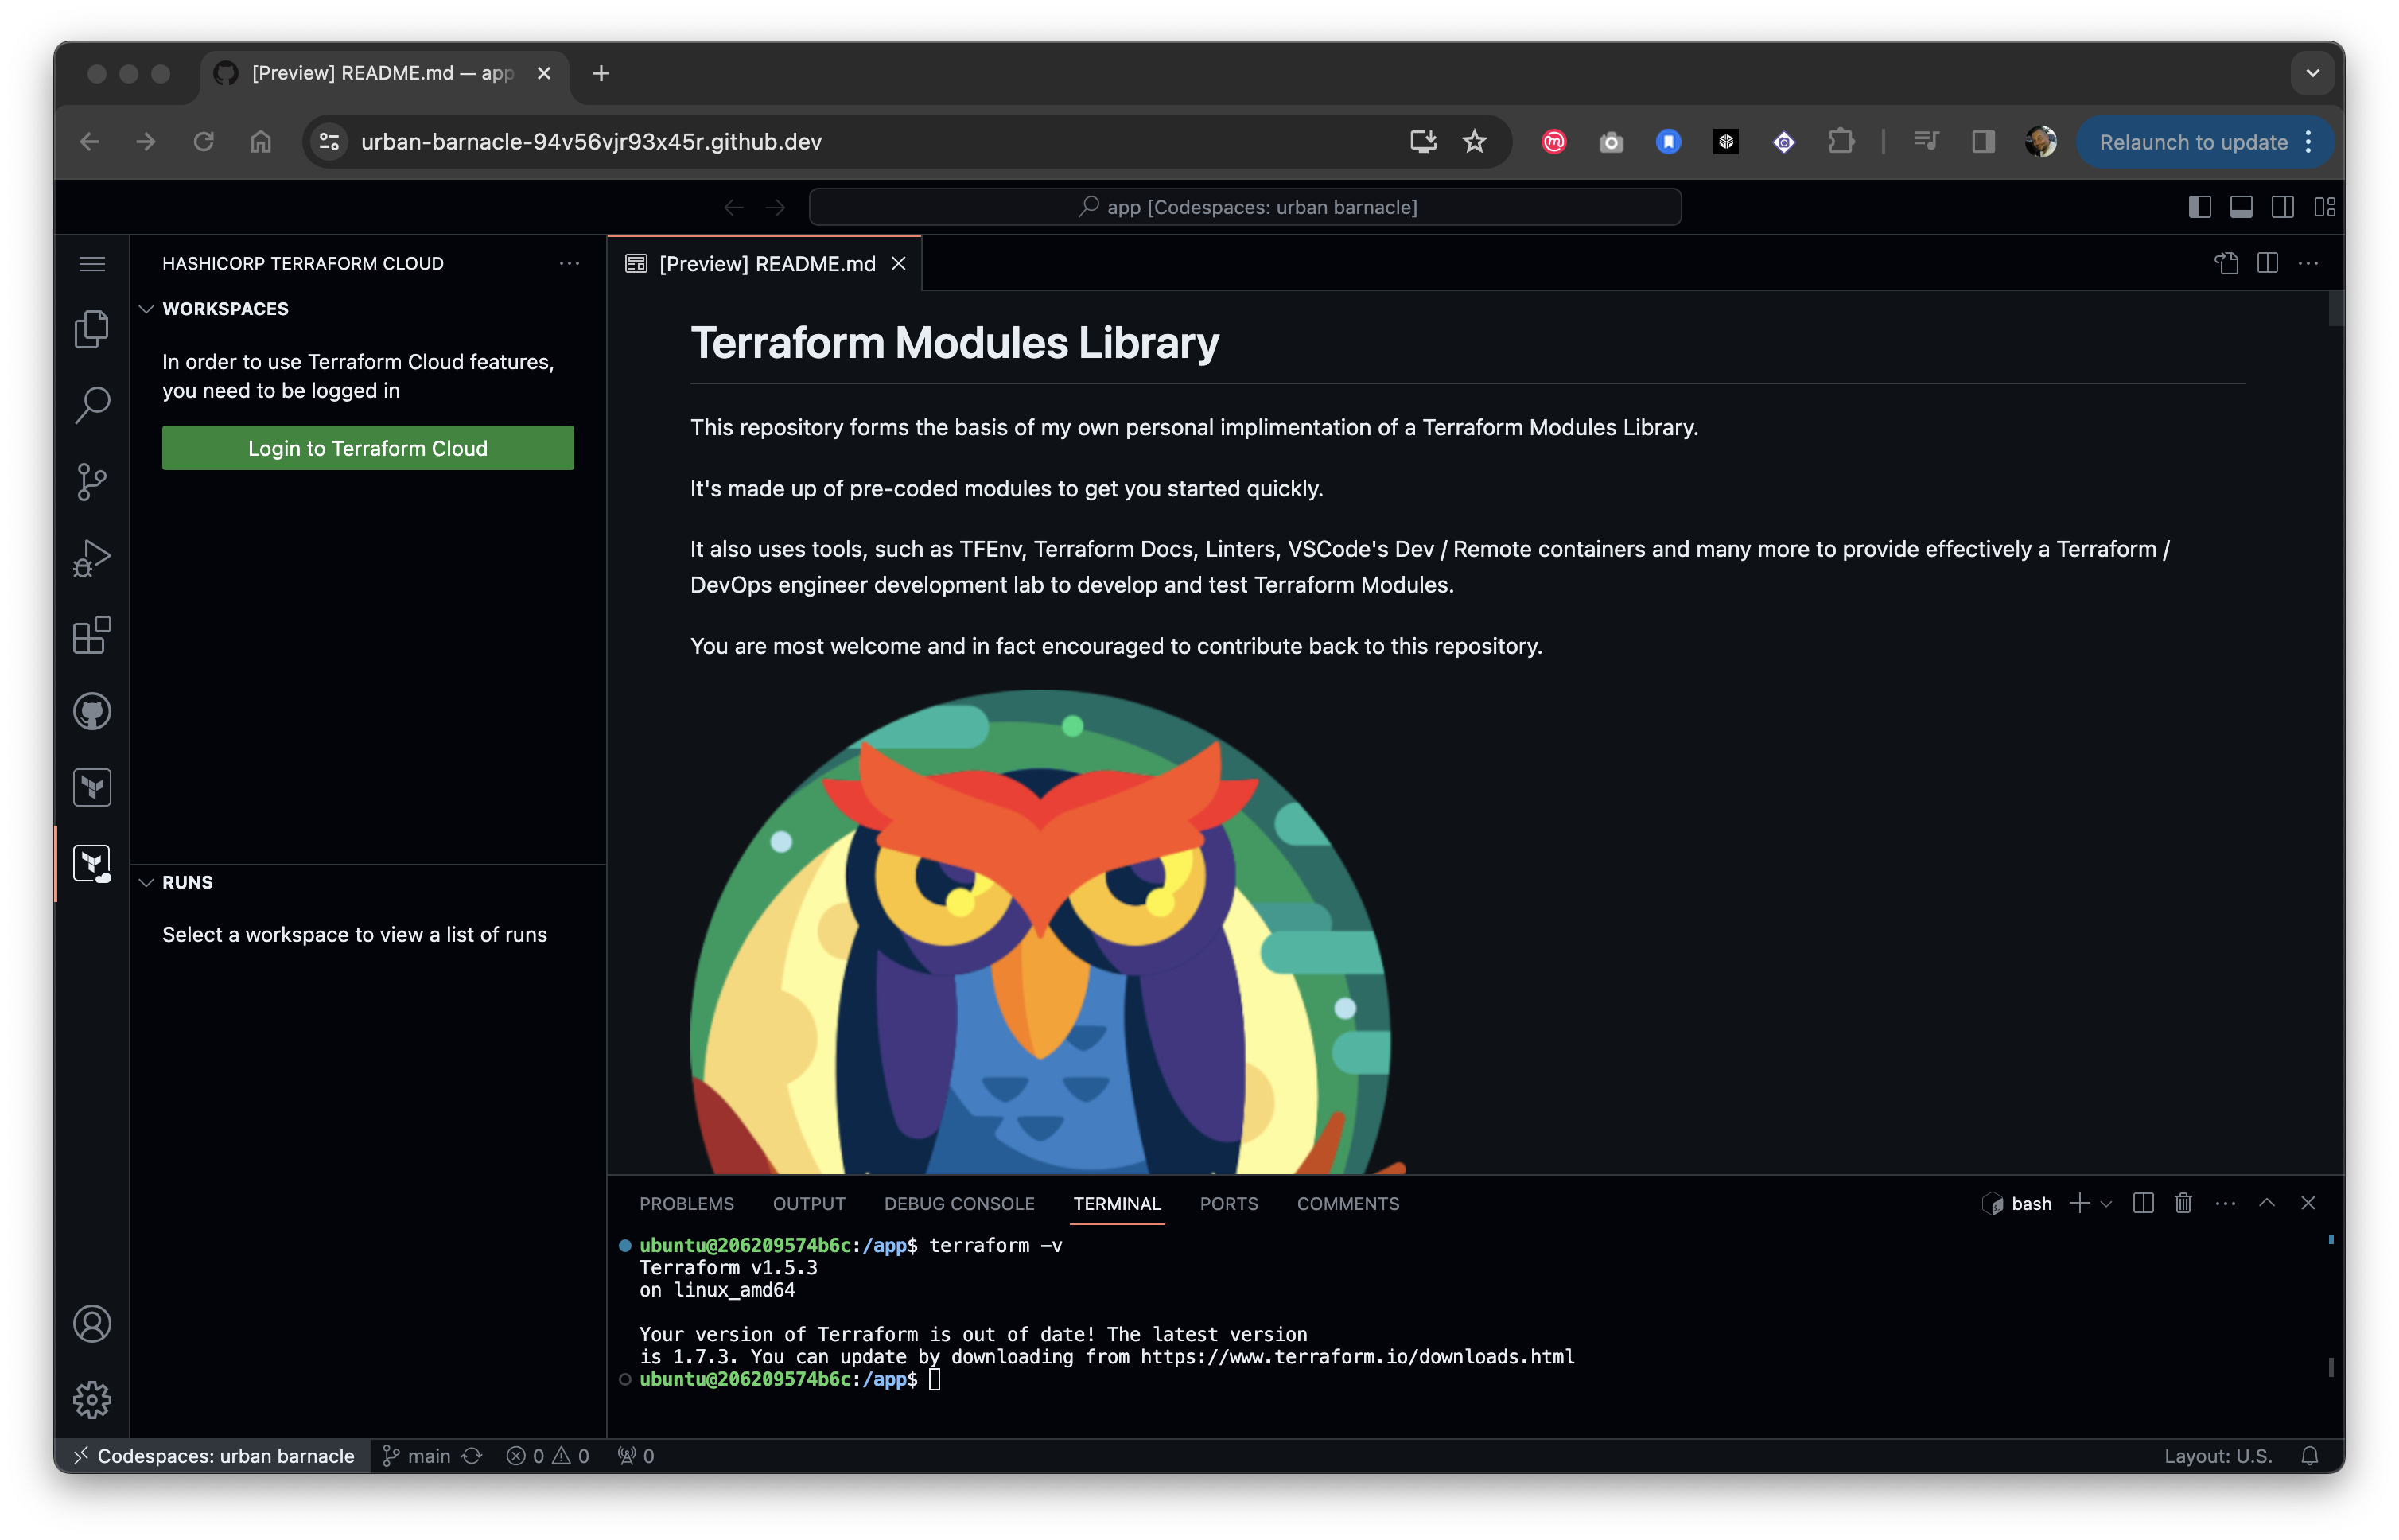 [Preview] README.md — app
urban-barnacle-94v56vjr93x45r.github.dev
Relaunch to update
app [Codespaces: urban barnacle]
HASHICORP TERRAFORM CLOUD
WORKSPACES
In order to use Terraform Cloud features,
you need to be logged in
Login to Terraform Cloud
RUNS
Select a workspace to view a list of runs
[Preview] README.md
Terraform Modules Library
This repository forms the basis of my own personal implimentation of a Terraform Modules Library.
It's made up of pre-coded modules to get you started quickly.
It also uses tools, such as TFEnv, Terraform Docs, Linters, VSCode's Dev / Remote containers and many more to provide effectively a Terraform /
DevOps engineer development lab to develop and test Terraform Modules.
You are most welcome and in fact encouraged to contribute back to this repository.
PROBLEMS OUTPUT DEBUG CONSOLE TERMINAL PORTS COMMENTS
bash
ubuntu@206209574b6c:/app$ terraform -v
Terraform v1.5.3
on linux_amd64
Your version of Terraform is out of date! The latest version
is 1.7.3. You can update by downloading from https://www.terraform.io/downloads.html
ubuntu@206209574b6c:/app$
Codespaces: urban barnacle main 0 0 0 Layout: U.S.